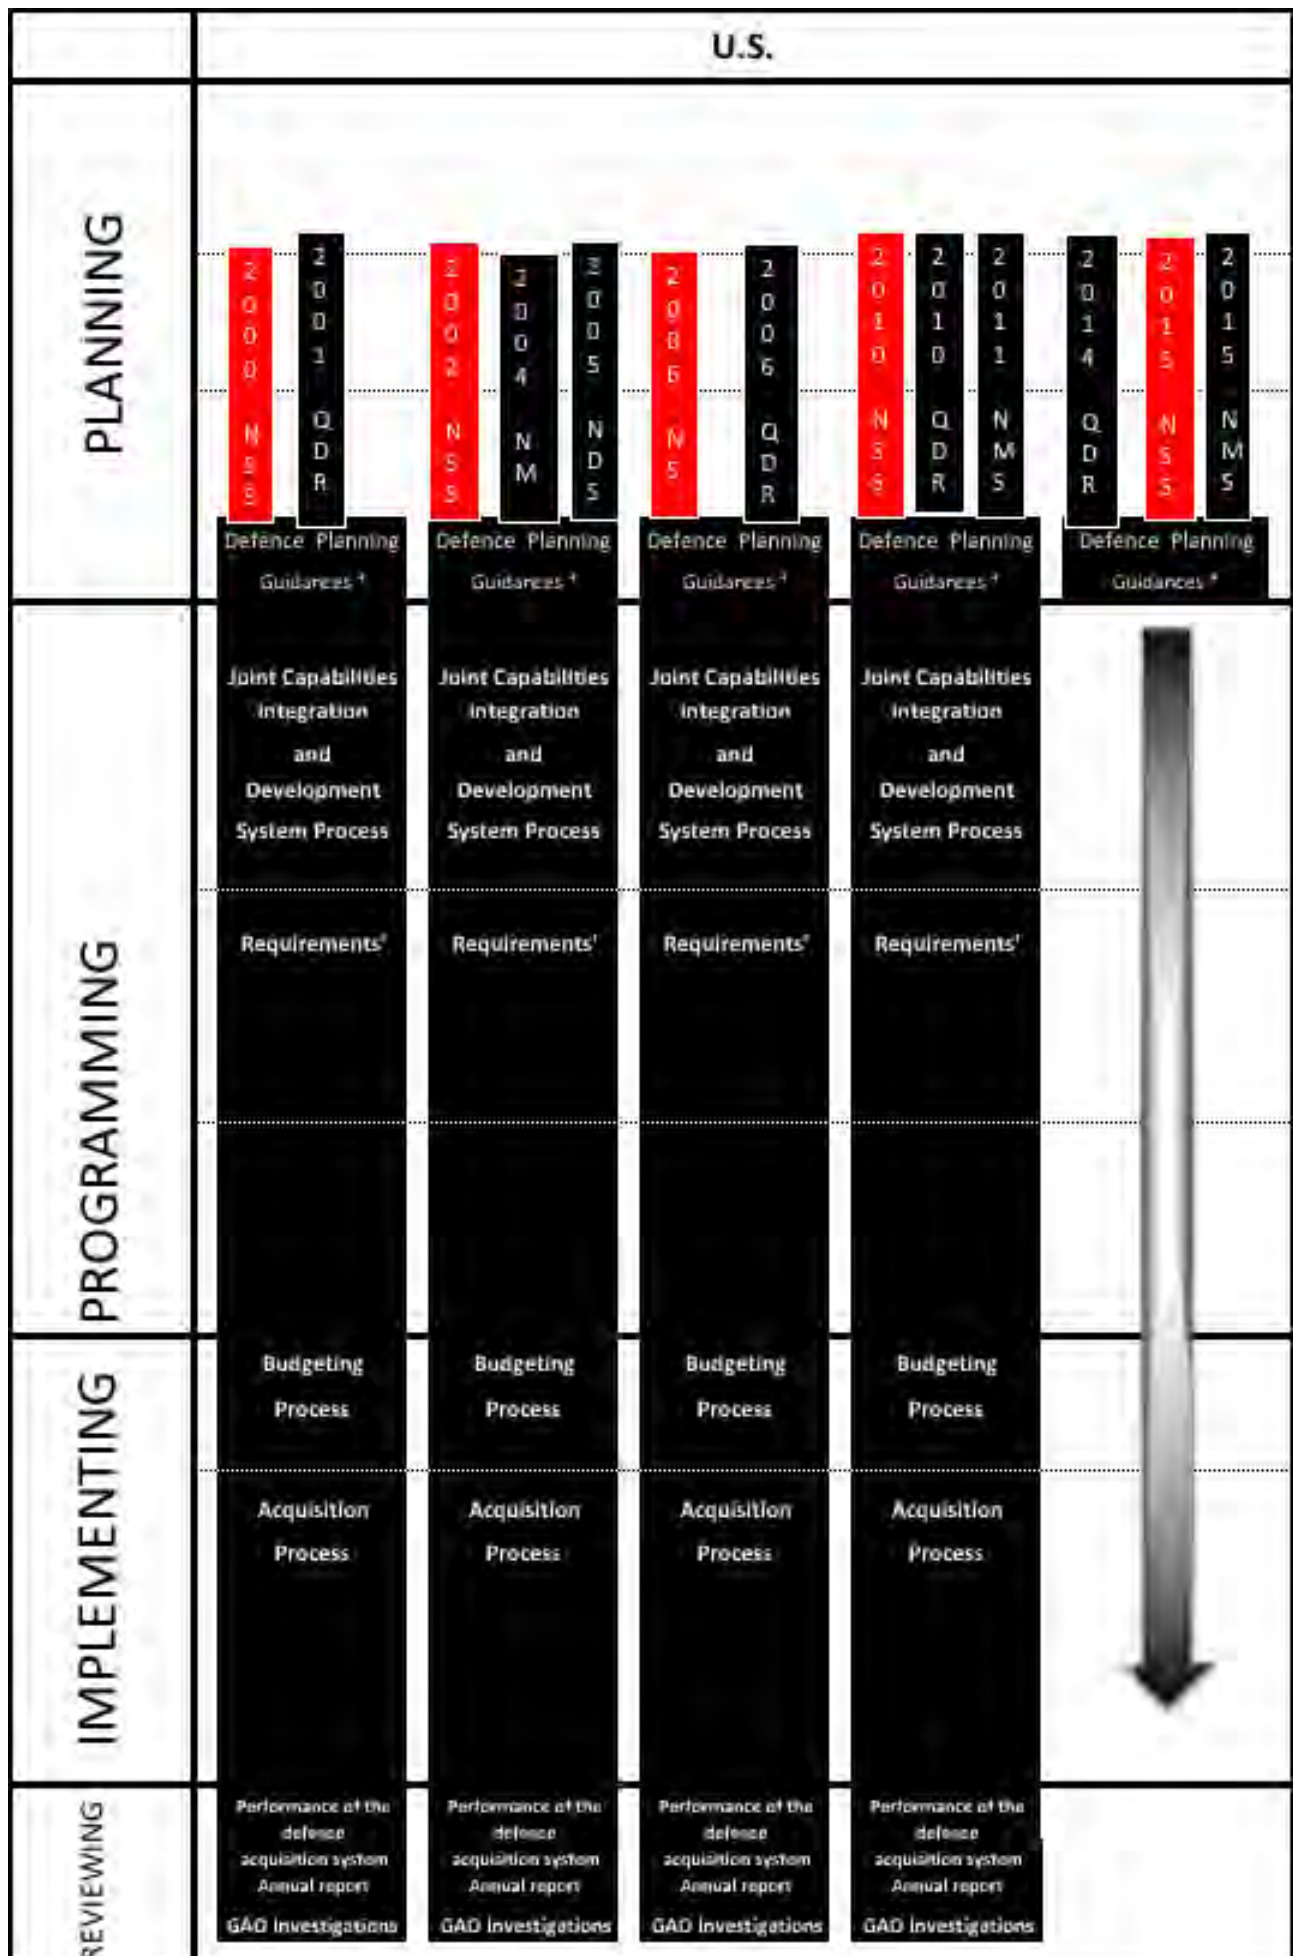 U.S.
PLANNING
2000 NSS
2001 QDR
2002 NSS
2004 NM
2005 NDS
2006 NS
2006 QDR
2010 NSS
2010 QDR
2011 NMS
2014 QDR
2015 NSS
2015 NMS
Defence Planning
Guidances ⁴
Defence Planning
Guidances ⁴
Defence Planning
Guidances ⁴
Defence Planning
Guidances ⁴
Defence Planning
Guidances ⁴
PROGRAMMING
Joint Capabilities
Integration
and
Development
System Process
Requirements'
Joint Capabilities
Integration
and
Development
System Process
Requirements'
Joint Capabilities
Integration
and
Development
System Process
Requirements'
Joint Capabilities
Integration
and
Development
System Process
Requirements'
IMPLEMENTING
Budgeting
Process
Acquisition
Process
Budgeting
Process
Acquisition
Process
Budgeting
Process
Acquisition
Process
Budgeting
Process
Acquisition
Process
REVIEWING
Performance of the
defence
acquisition system
Annual report
GAO Investigations
Performance of the
defence
acquisition system
Annual report
GAO Investigations
Performance of the
defence
acquisition system
Annual report
GAO Investigations
Performance of the
defence
acquisition system
Annual report
GAO Investigations